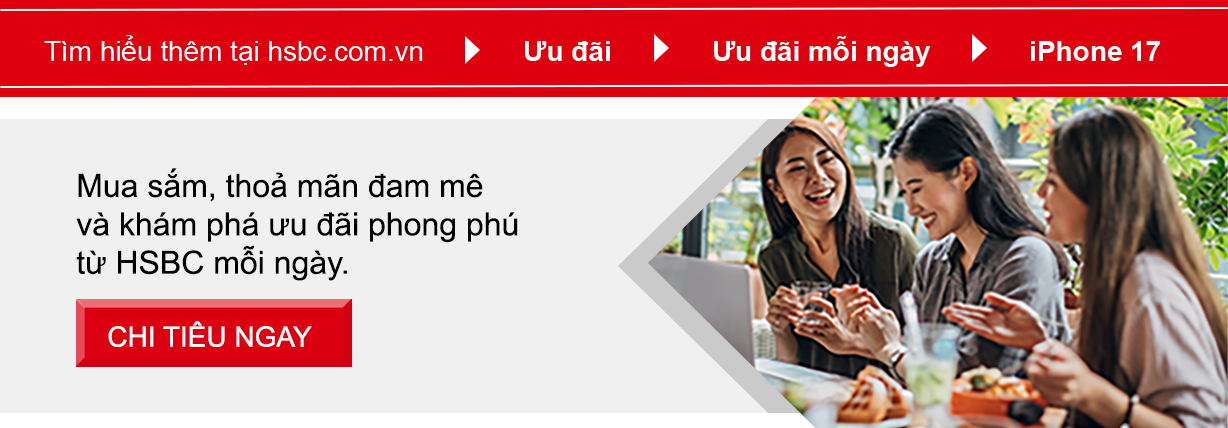 Tìm hiểu thêm tại hsbc.com.vn ▶ Ưu đãi ▶ Ưu đãi mỗi ngày ▶ iPhone 17
Mua sắm, thoả mãn đam mê
và khám phá ưu đãi phong phú
từ HSBC mỗi ngày.
CHI TIÊU NGAY